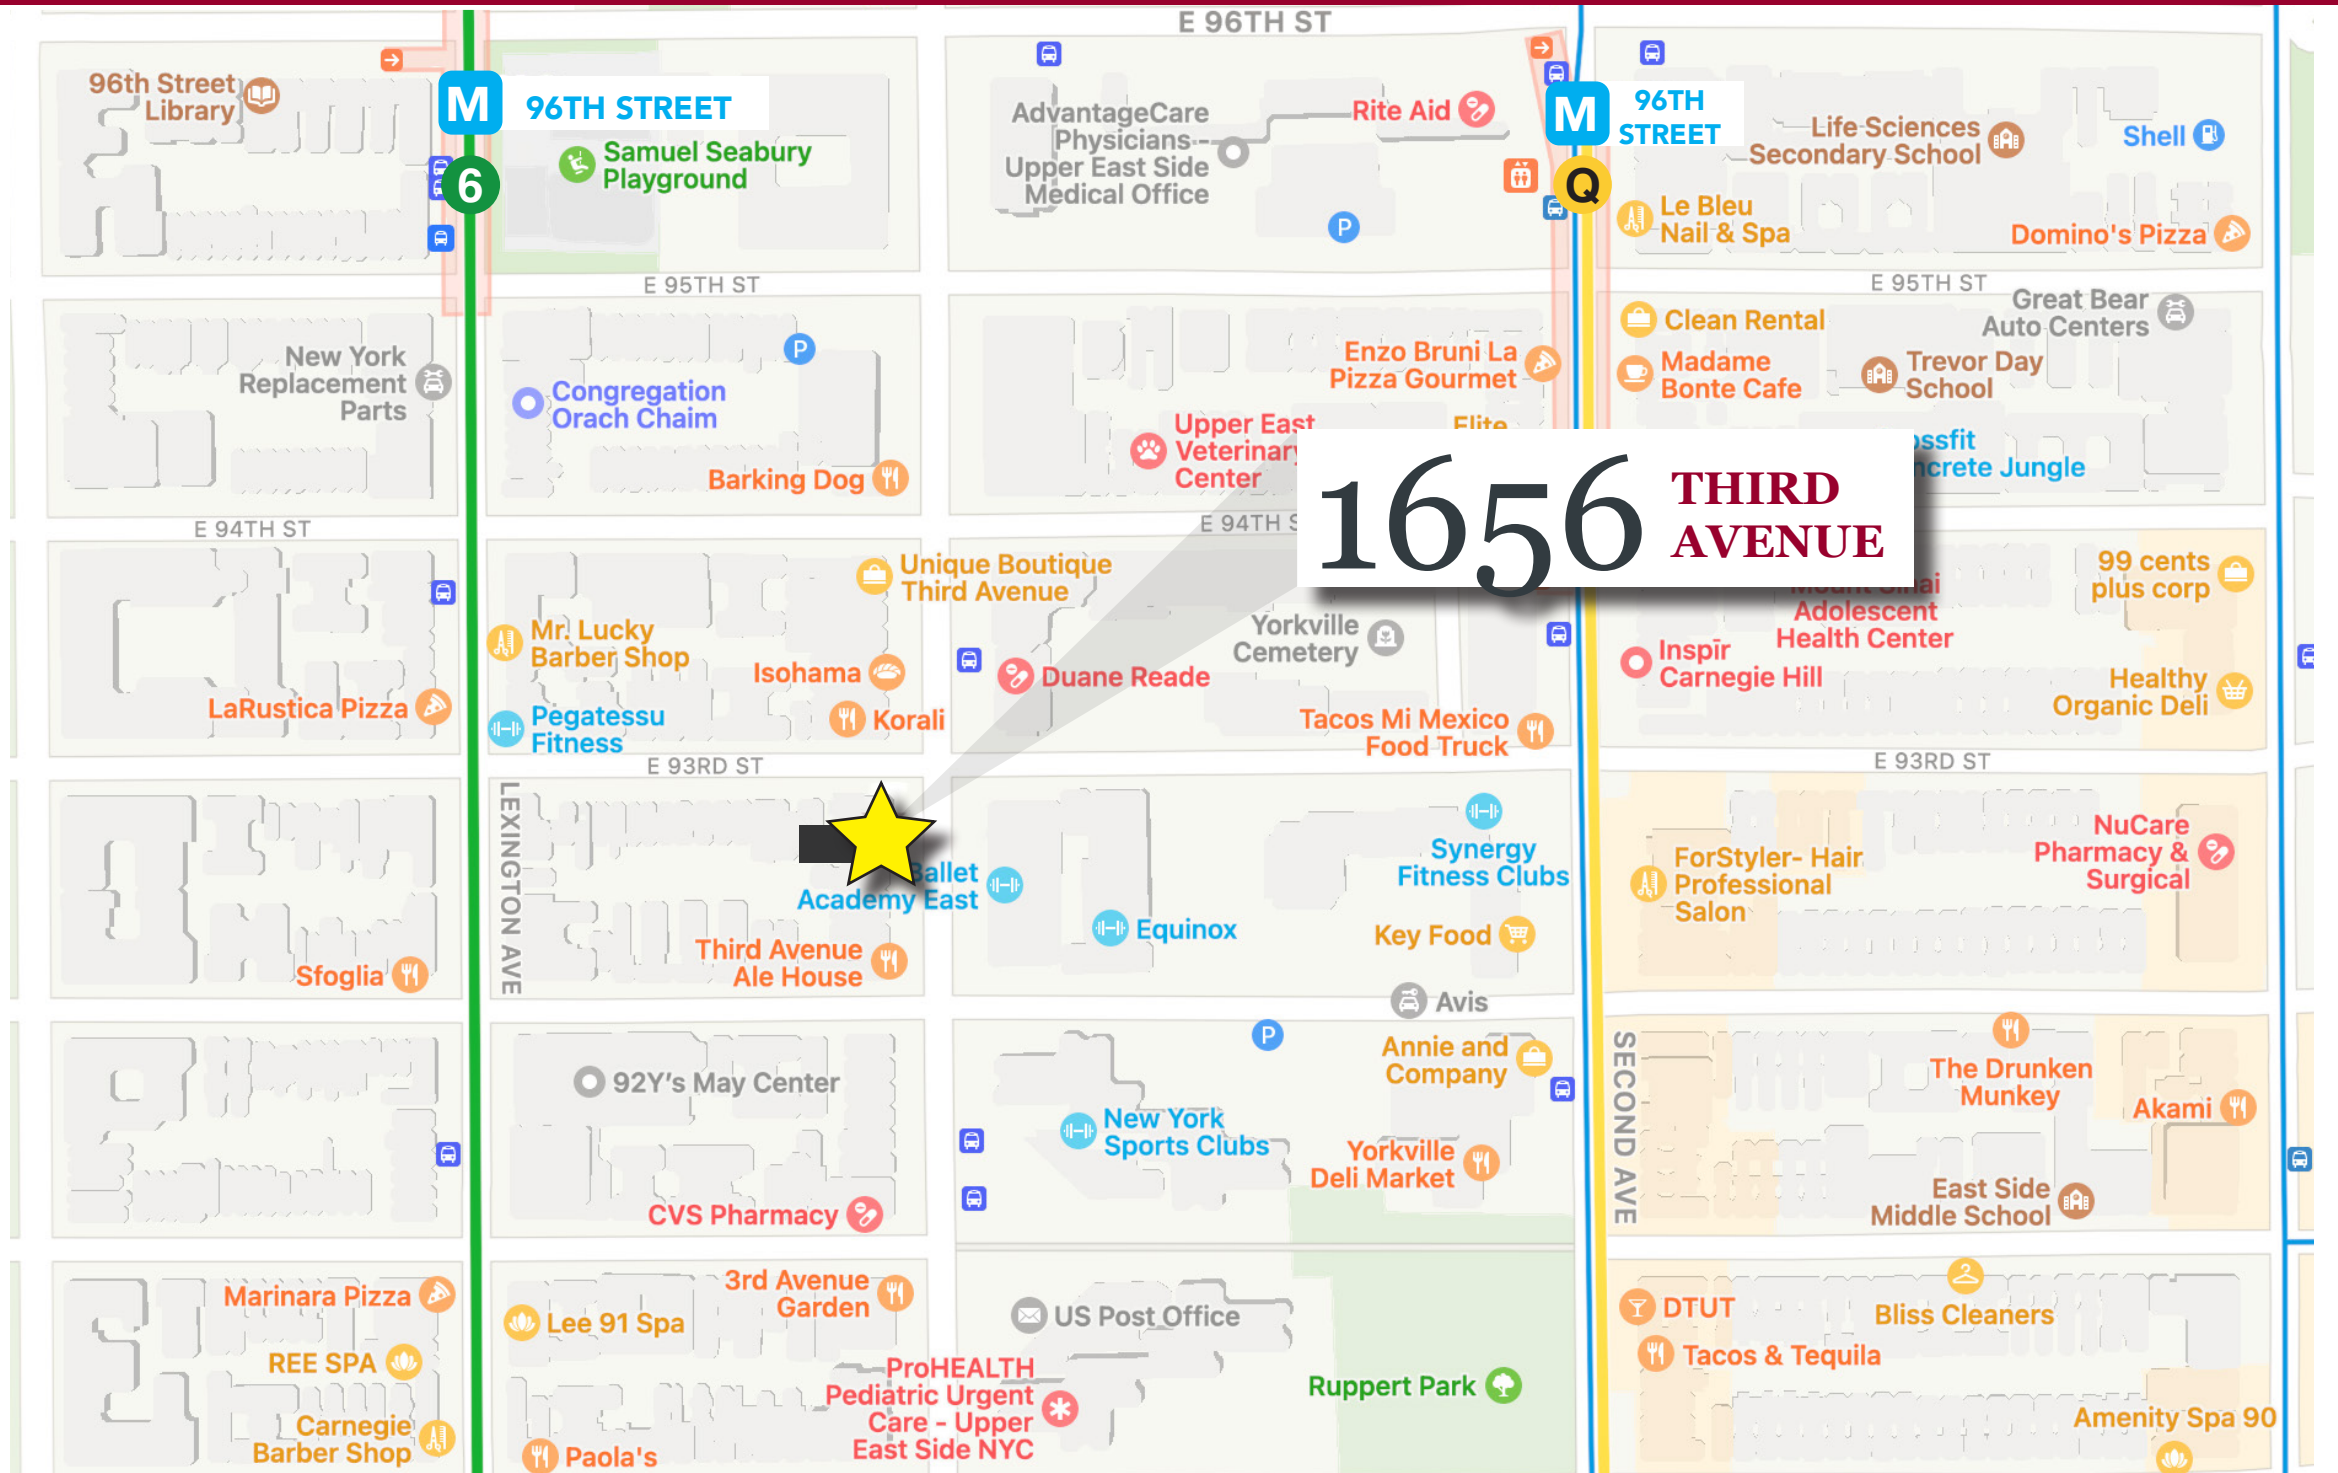 E 96TH ST
96th Street
Library
M
96TH STREET
6
Samuel Seabury
Playground
AdvantageCare
Physicians -
Upper East Side
Medical Office
Rite Aid
P
M
96TH
STREET
Q
Life Sciences
Secondary School
Shell
Le Bleu
Nail & Spa
Domino's Pizza
E 95TH ST
E 95TH ST
New York
Replacement
Parts
P
Congregation
Orach Chaim
Barking Dog
Enzo Bruni La
Pizza Gourmet
Upper East
Veterinary
Center
Elite
Clean Rental
Madame
Bonte Cafe
Great Bear
Auto Centers
Trevor Day
School
ossfit
ncrete Jungle
E 94TH ST
E 94TH S
1656 THIRD
AVENUE
Unique Boutique
Third Avenue
Mr. Lucky
Barber Shop
Isohama
Korali
LaRustica Pizza
Pegatessu
Fitness
Duane Reade
Yorkville
Cemetery
Tacos Mi Mexico
Food Truck
Mount Sinai
Adolescent
Health Center
Inspīr
Carnegie Hill
99 cents
plus corp
Healthy
Organic Deli
E 93RD ST
E 93RD ST
LEXINGTON AVE
Ballet
Academy East
Equinox
Synergy
Fitness Clubs
Key Food
ForStyler- Hair
Professional
Salon
NuCare
Pharmacy &
Surgical
Sfoglia
Third Avenue
Ale House
Avis
92Y's May Center
P
Annie and
Company
New York
Sports Clubs
Yorkville
Deli Market
CVS Pharmacy
SECOND AVE
The Drunken
Munkey
Akami
East Side
Middle School
Marinara Pizza
REE SPA
Carnegie
Barber Shop
Lee 91 Spa
3rd Avenue
Garden
Paola's
US Post Office
ProHEALTH
Pediatric Urgent
Care - Upper
East Side NYC
Ruppert Park
DTUT
Tacos & Tequila
Bliss Cleaners
Amenity Spa 90